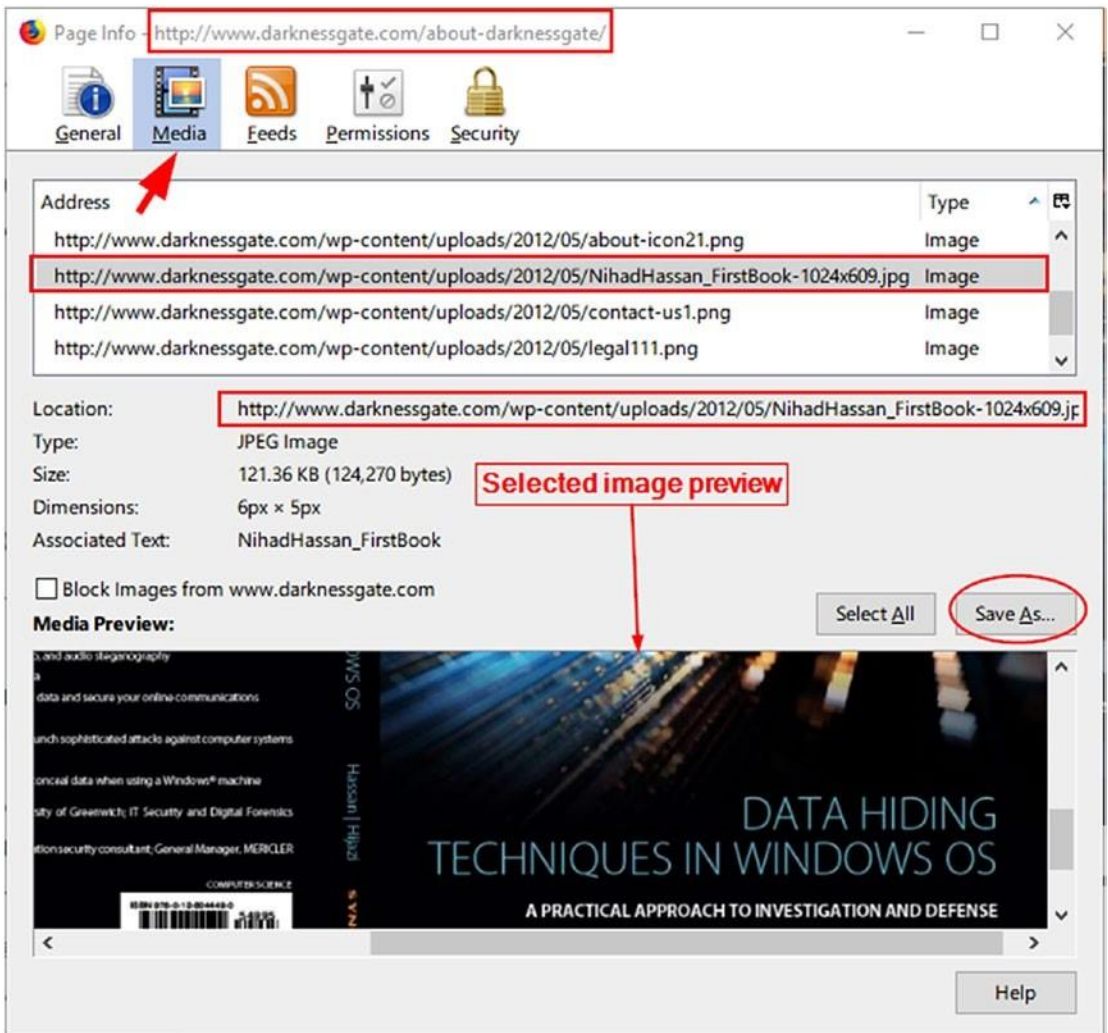 Page Info - http://www.darknessgate.com/about-darknessgate/
General Media Feeds Permissions Security
Address Type
http://www.darknessgate.com/wp-content/uploads/2012/05/about-icon21.png Image
http://www.darknessgate.com/wp-content/uploads/2012/05/NihadHassan_FirstBook-1024x609.jpg Image
http://www.darknessgate.com/wp-content/uploads/2012/05/contact-us1.png Image
http://www.darknessgate.com/wp-content/uploads/2012/05/legal111.png Image
Location: http://www.darknessgate.com/wp-content/uploads/2012/05/NihadHassan_FirstBook-1024x609.jp
Type: JPEG Image
Size: 121.36 KB (124,270 bytes)
Selected image preview
Dimensions: 6px × 5px
Associated Text: NihadHassan_FirstBook
Block Images from www.darknessgate.com
Select All Save As...
Media Preview:
, and audio steganography
a
data and secure your online communications
unch sophisticated attacks against computer systems
conceal data when using a Windows® machine
sity of Greenwich; IT Security and Digital Forensics
ation security consultant; General Manager, MERICLER
COMPUTER SCIENCE
ISBN 978-0-12-804449-0
OWS OS
Hassan | Hijazi
SYN
DATA HIDING
TECHNIQUES IN WINDOWS OS
A PRACTICAL APPROACH TO INVESTIGATION AND DEFENSE
Help